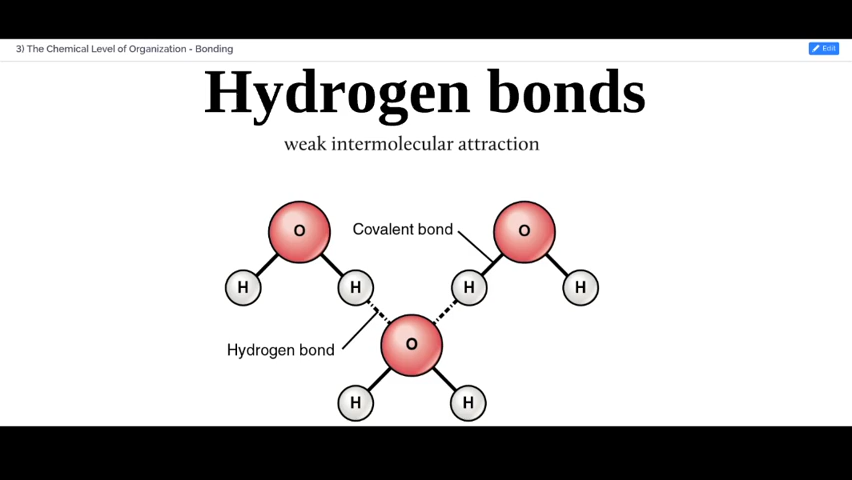 3) The Chemical Level of Organization - Bonding
Edit
Hydrogen bonds
weak intermolecular attraction
O
Covalent bond
O
H
H
H
H
Hydrogen bond
O
H
H